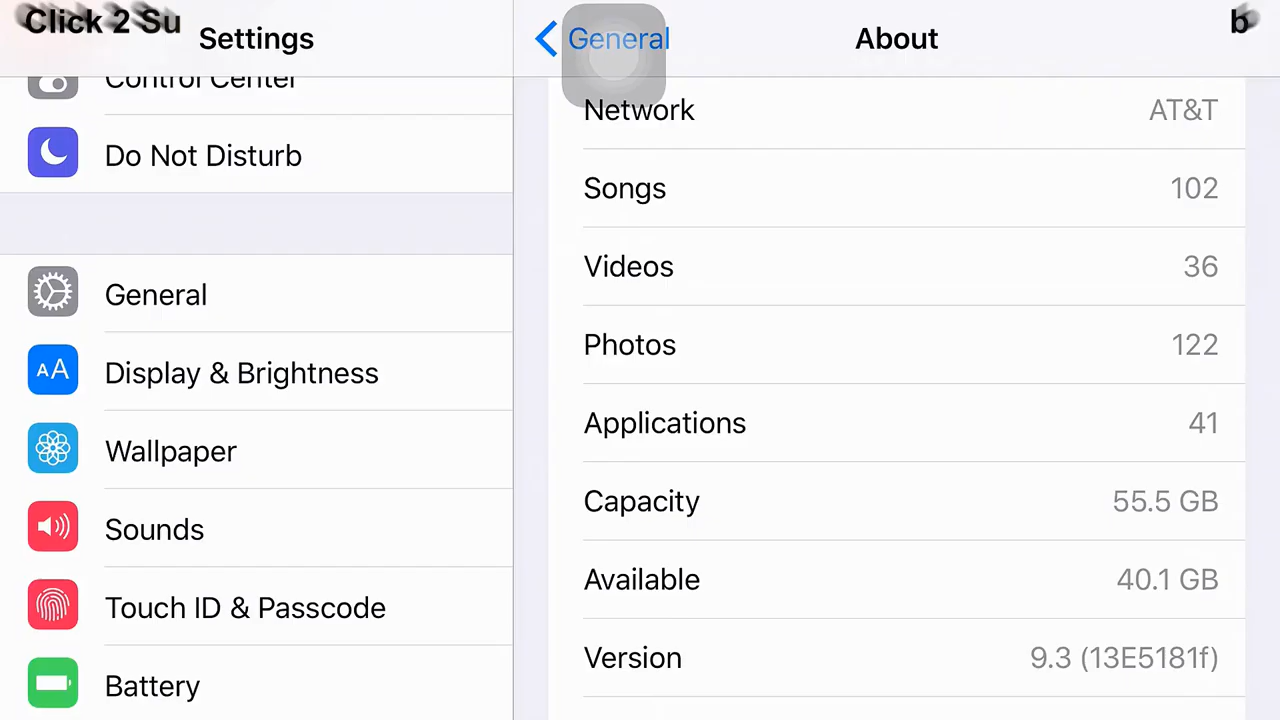 Click 2 Su
b
Settings
Control Center
Do Not Disturb
General
AA
Display & Brightness
Wallpaper
Sounds
Touch ID & Passcode
Battery
General
About
Network AT&T
Songs 102
Videos 36
Photos 122
Applications 41
Capacity 55.5 GB
Available 40.1 GB
Version 9.3 (13E5181f)